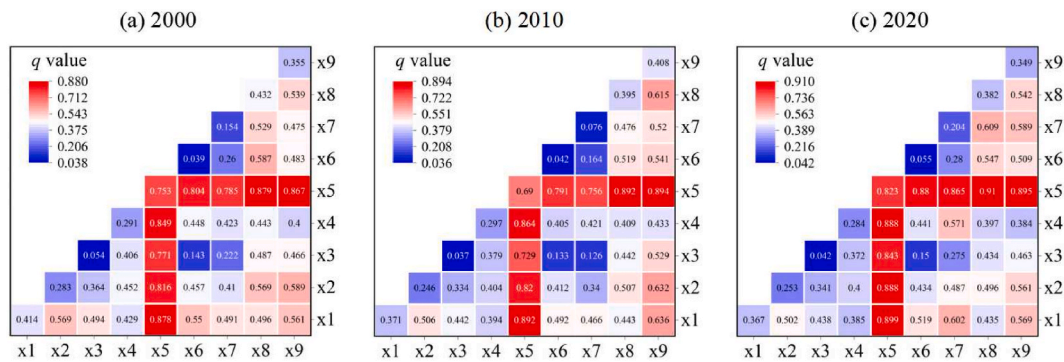 (a) 2000
(b) 2010
(c) 2020
q value
0.880
0.712
0.543
0.375
0.207
0.038
0.355 x9
0.432 0.539 x8
0.154 0.529 0.475 x7
0.039 0.26 0.587 0.483 x6
0.753 0.804 0.785 0.879 0.867 x5
0.291 0.849 0.448 0.423 0.443 0.4 x4
0.054 0.406 0.771 0.143 0.222 0.487 0.466 x3
0.283 0.364 0.452 0.816 0.457 0.41 0.569 0.589 x2
0.414 0.569 0.494 0.429 0.878 0.55 0.491 0.496 0.561 x1
x1 x2 x3 x4 x5 x6 x7 x8 x9
q value
0.894
0.722
0.551
0.379
0.207
0.036
0.408 x9
0.395 0.615 x8
0.076 0.476 0.52 x7
0.042 0.164 0.519 0.541 x6
0.69 0.791 0.756 0.892 0.894 x5
0.297 0.864 0.405 0.421 0.409 0.433 x4
0.037 0.379 0.729 0.133 0.126 0.442 0.529 x3
0.246 0.334 0.404 0.82 0.412 0.34 0.507 0.632 x2
0.371 0.506 0.442 0.394 0.892 0.492 0.466 0.443 0.636 x1
x1 x2 x3 x4 x5 x6 x7 x8 x9
q value
0.910
0.736
0.563
0.389
0.216
0.042
0.349 x9
0.382 0.542 x8
0.204 0.609 0.589 x7
0.055 0.28 0.547 0.509 x6
0.823 0.88 0.865 0.91 0.895 x5
0.284 0.888 0.441 0.571 0.397 0.384 x4
0.042 0.372 0.843 0.15 0.275 0.434 0.463 x3
0.253 0.341 0.4 0.888 0.434 0.487 0.496 0.561 x2
0.367 0.502 0.438 0.385 0.899 0.519 0.602 0.435 0.569 x1
x1 x2 x3 x4 x5 x6 x7 x8 x9